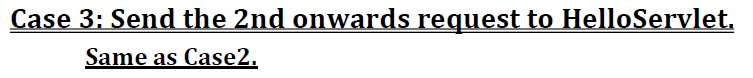 Case 3: Send the 2nd onwards request to HelloServlet.
Same as Case2.